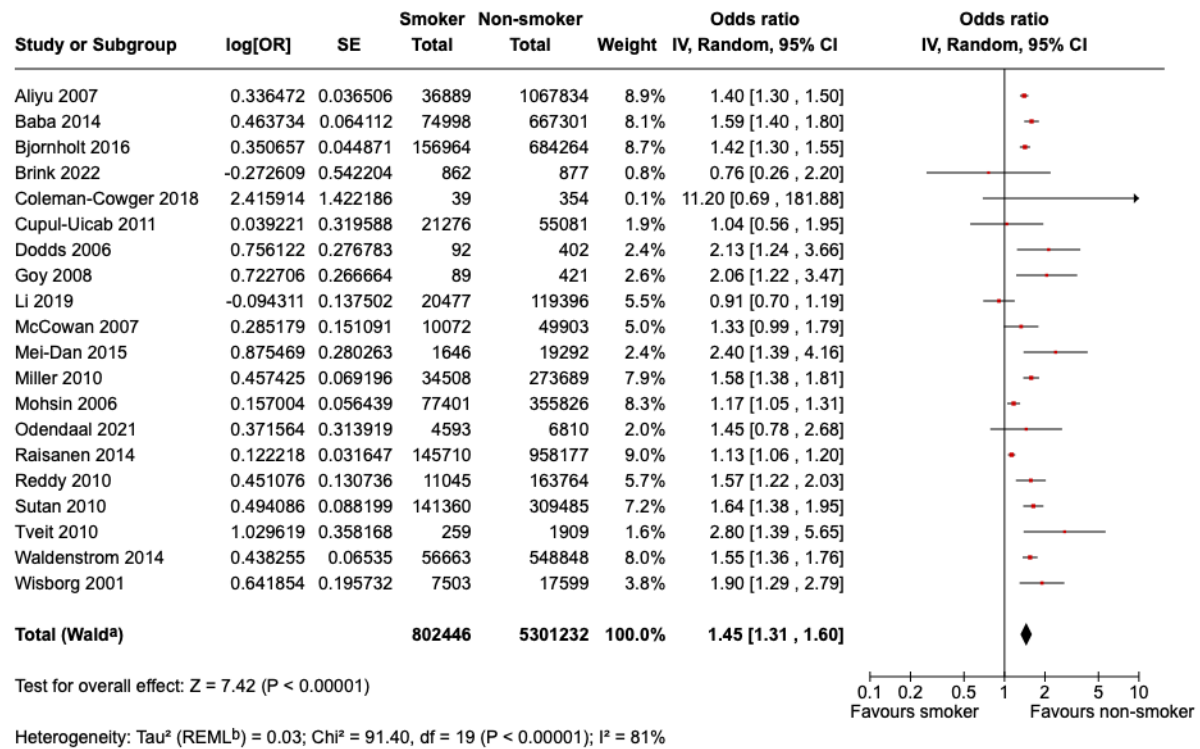 Smoker Non-smoker Odds ratio Odds ratio
Study or Subgroup log[OR] SE Total Total Weight IV, Random, 95% CI IV, Random, 95% CI
Aliyu 2007 0.336472 0.036506 36889 1067834 8.9% 1.40 [1.30 , 1.50]
Baba 2014 0.463734 0.064112 74998 667301 8.1% 1.59 [1.40 , 1.80]
Bjornholt 2016 0.350657 0.044871 156964 684264 8.7% 1.42 [1.30 , 1.55]
Brink 2022 -0.272609 0.542204 862 877 0.8% 0.76 [0.26 , 2.20]
Coleman-Cowger 2018 2.415914 1.422186 39 354 0.1% 11.20 [0.69 , 181.88]
Cupul-Uicab 2011 0.039221 0.319588 21276 55081 1.9% 1.04 [0.56 , 1.95]
Dodds 2006 0.756122 0.276783 92 402 2.4% 2.13 [1.24 , 3.66]
Goy 2008 0.722706 0.266664 89 421 2.6% 2.06 [1.22 , 3.47]
Li 2019 -0.094311 0.137502 20477 119396 5.5% 0.91 [0.70 , 1.19]
McCowan 2007 0.285179 0.151091 10072 49903 5.0% 1.33 [0.99 , 1.79]
Mei-Dan 2015 0.875469 0.280263 1646 19292 2.4% 2.40 [1.39 , 4.16]
Miller 2010 0.457425 0.069196 34508 273689 7.9% 1.58 [1.38 , 1.81]
Mohsin 2006 0.157004 0.056439 77401 355826 8.3% 1.17 [1.05 , 1.31]
Odendaal 2021 0.371564 0.313919 4593 6810 2.0% 1.45 [0.78 , 2.68]
Raisanen 2014 0.122218 0.031647 145710 958177 9.0% 1.13 [1.06 , 1.20]
Reddy 2010 0.451076 0.130736 11045 163764 5.7% 1.57 [1.22 , 2.03]
Sutan 2010 0.494086 0.088199 141360 309485 7.2% 1.64 [1.38 , 1.95]
Tveit 2010 1.029619 0.358168 259 1909 1.6% 2.80 [1.39 , 5.65]
Waldenstrom 2014 0.438255 0.06535 56663 548848 8.0% 1.55 [1.36 , 1.76]
Wisborg 2001 0.641854 0.195732 7503 17599 3.8% 1.90 [1.29 , 2.79]
Total (Waldᵃ) 802446 5301232 100.0% 1.45 [1.31 , 1.60]
Test for overall effect: Z = 7.42 (P < 0.00001)
0.1 0.2 0.5 1 2 5 10
Favours smoker Favours non-smoker
Heterogeneity: Tau² (REMLᵇ) = 0.03; Chi² = 91.40, df = 19 (P < 0.00001); I² = 81%